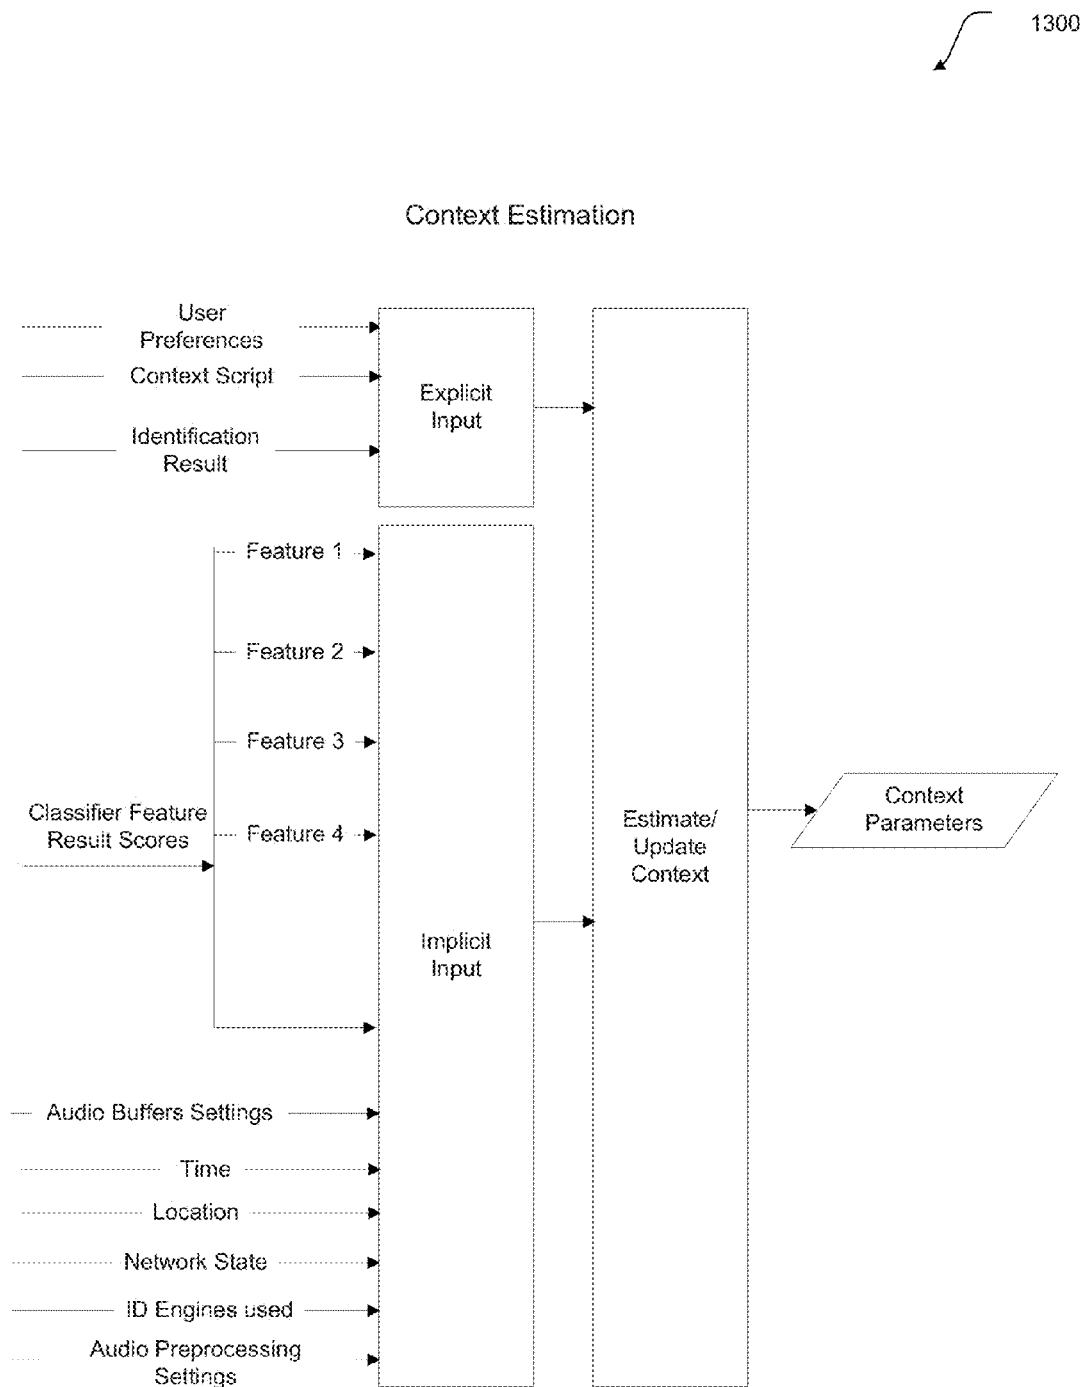 1300
Context Estimation
User
Preferences
Context Script
Identification
Result
Explicit
Input
Feature 1
Feature 2
Feature 3
Feature 4
Classifier Feature
Result Scores
Implicit
Input
Estimate/
Update
Context
Context
Parameters
Audio Buffers Settings
Time
Location
Network State
ID Engines used
Audio Preprocessing
Settings